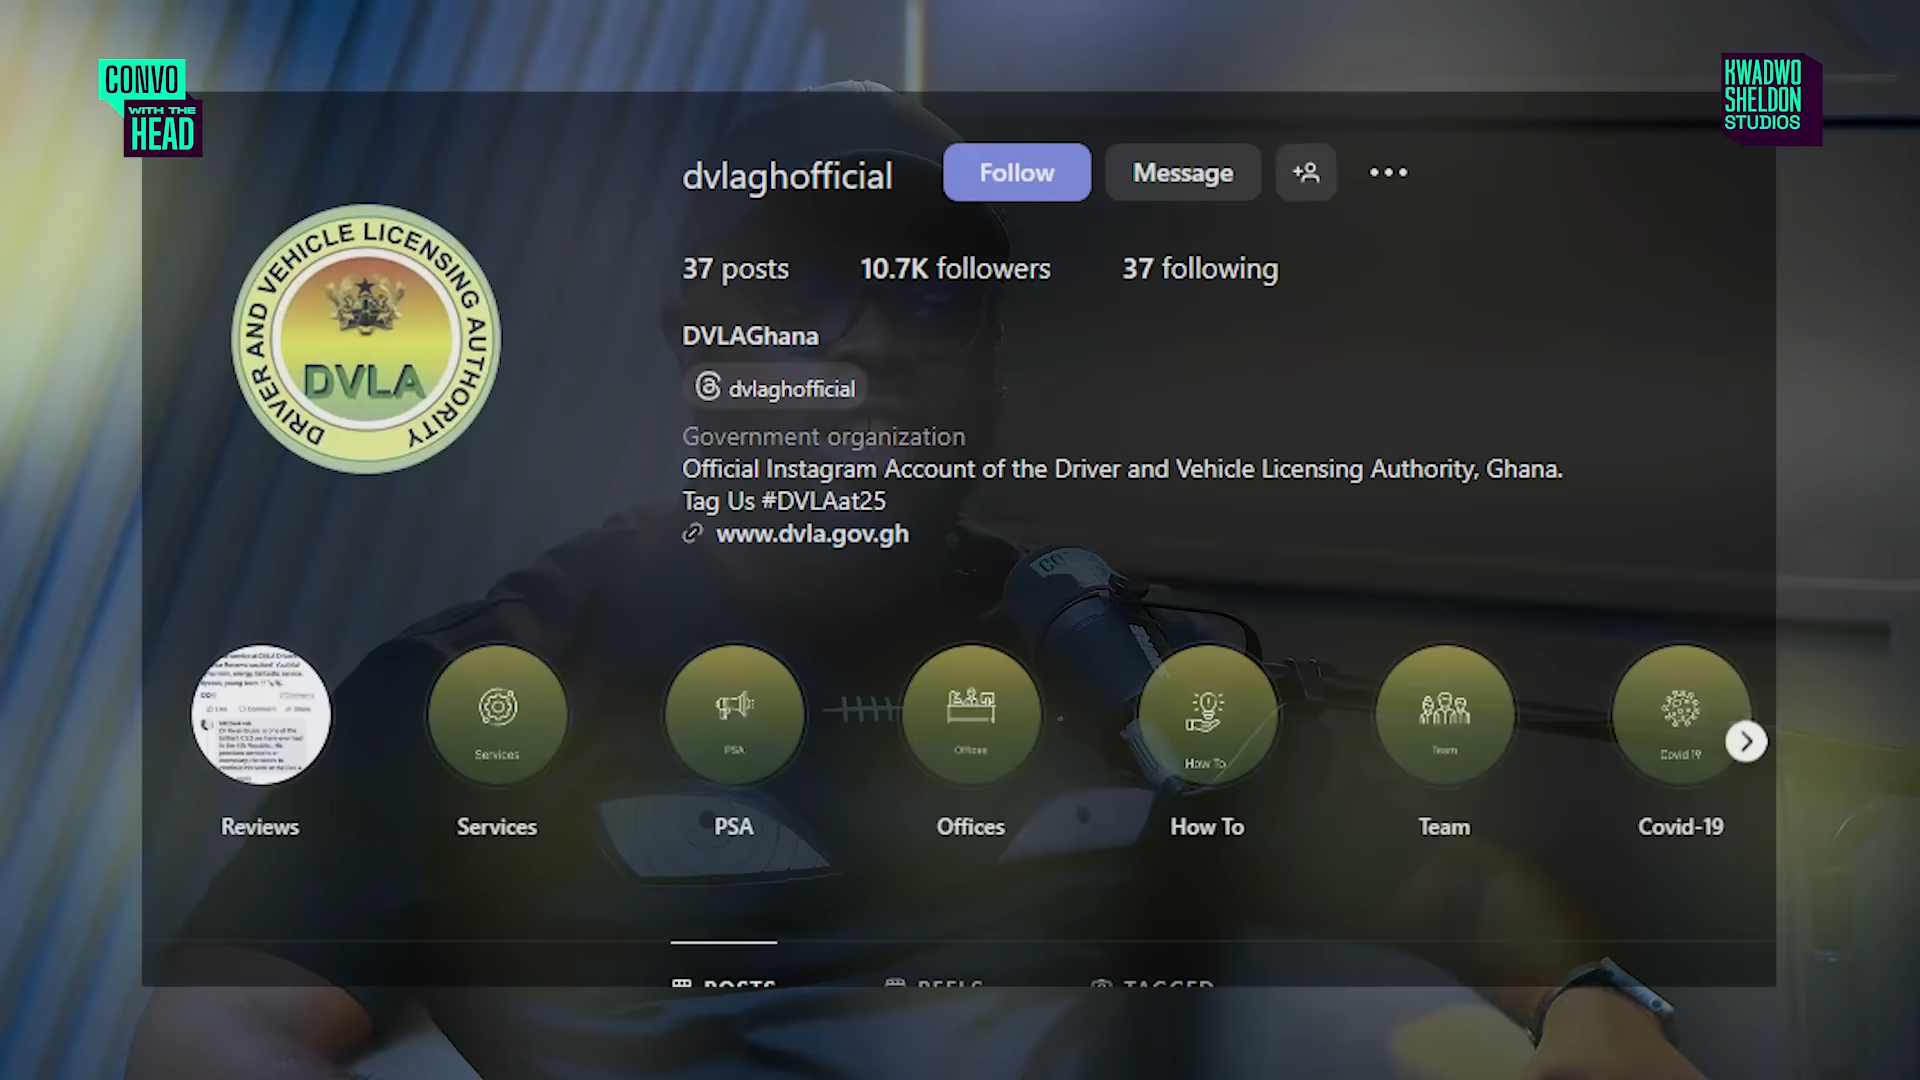 CONVO
WITH THE
HEAD
KWADWO
SHELDON
STUDIOS
dvlaghofficial
Follow
Message
37 posts
10.7K followers
37 following
DRIVER AND VEHICLE LICENSING AUTHORITY
DVLA
DVLAGhana
dvlaghofficial
Government organization
Official Instagram Account of the Driver and Vehicle Licensing Authority, Ghana.
Tag Us #DVLAat25
www.dvla.gov.gh
Services
PSA
Offices
How To
Team
Covid 19
Reviews
Services
PSA
Offices
How To
Team
Covid-19
POSTS
REELS
TAGGED